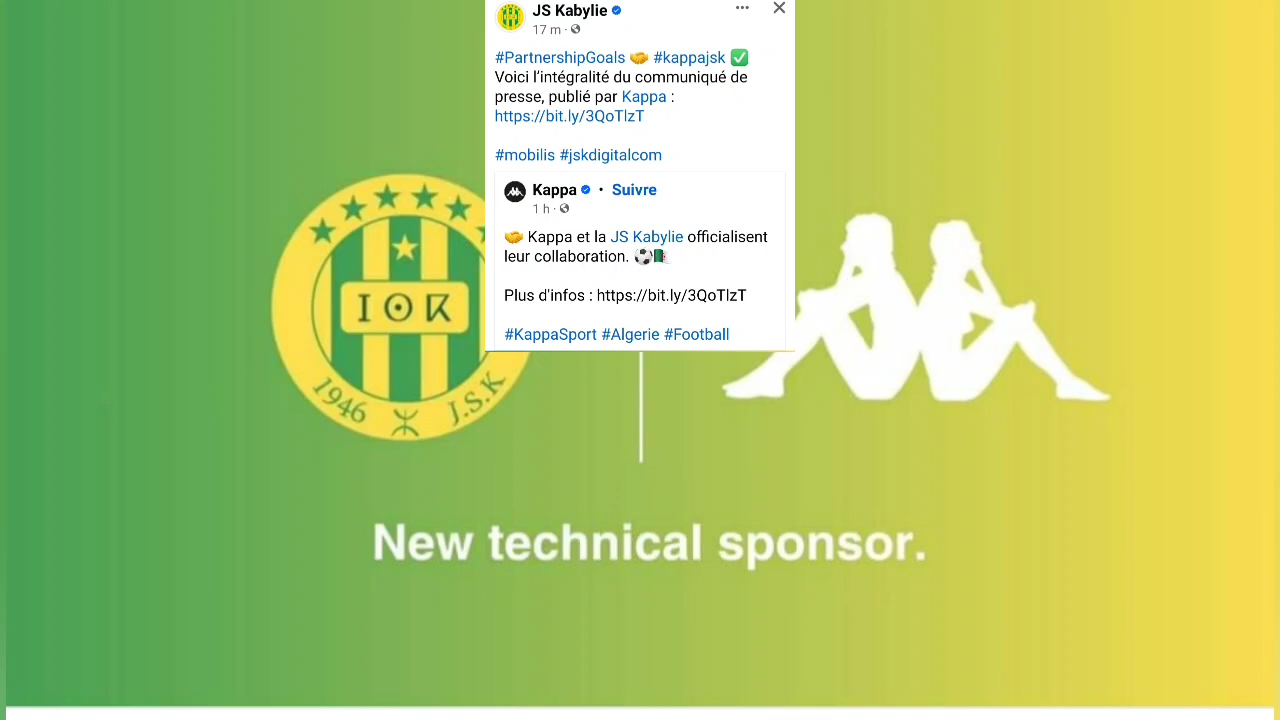 JS Kabylie
17 m ·
#PartnershipGoals 🤝 #kappajsk ✅
Voici l'intégralité du communiqué de
presse, publié par Kappa :
https://bit.ly/3QoTlzT
#mobilis #jskdigitalcom
Kappa • Suivre
1 h ·
🤝 Kappa et la JS Kabylie officialisent
leur collaboration. ⚽🇩🇿
Plus d'infos : https://bit.ly/3QoTlzT
#KappaSport #Algerie #Football
ⵊⵙⴽ
1946 ⵣ J.S.K
New technical sponsor.